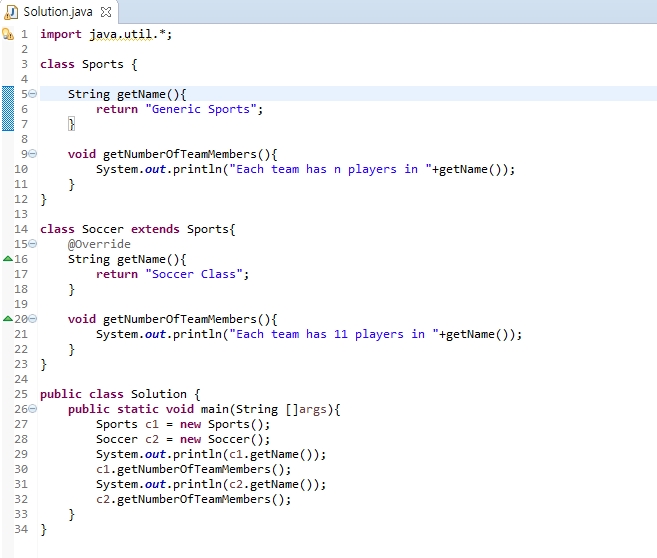 Solution.java
1 import java.util.*;
2
3 class Sports {
4
5 String getName(){
6 return "Generic Sports";
7 }
8
9 void getNumberOfTeamMembers(){
10 System.out.println("Each team has n players in "+getName());
11 }
12 }
13
14 class Soccer extends Sports{
15 @Override
16 String getName(){
17 return "Soccer Class";
18 }
19
20 void getNumberOfTeamMembers(){
21 System.out.println("Each team has 11 players in "+getName());
22 }
23 }
24
25 public class Solution {
26 public static void main(String []args){
27 Sports c1 = new Sports();
28 Soccer c2 = new Soccer();
29 System.out.println(c1.getName());
30 c1.getNumberOfTeamMembers();
31 System.out.println(c2.getName());
32 c2.getNumberOfTeamMembers();
33 }
34 }